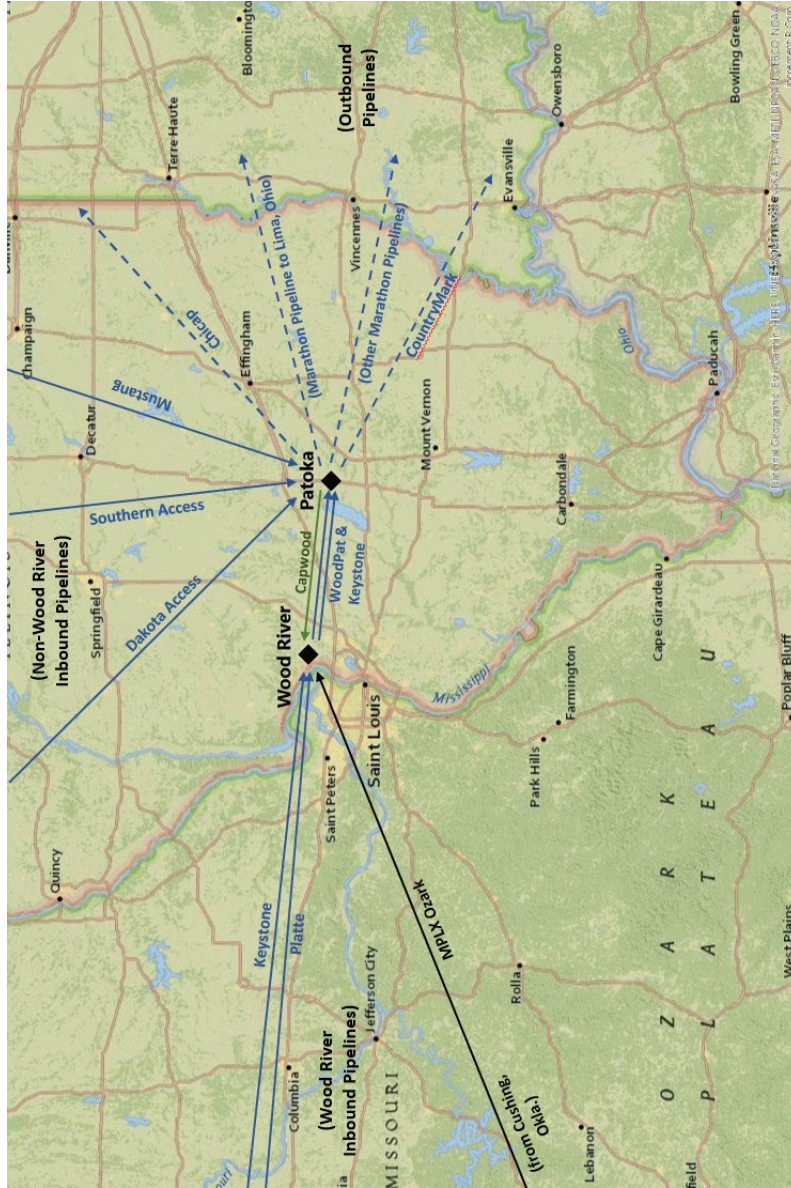 Champaign
Quincy
(Non-Wood River
Inbound Pipelines)
Springfield
Southern Access
Decatur
Mustang
Dakota Access
Chicap
Terre Haute
Bloomingto
Effingham
Keystone
Platte
Wood River
Capwood
Patoka
(Marathon Pipeline to Lima, Ohio)
Columbia
(Wood River
Inbound Pipelines)
Saint Peters
WoodPat &
Keystone
Vincennes
(Outbound
Pipelines)
Jefferson City
Saint Louis
(Other Marathon Pipelines)
CountryMark
MISSOURI
Mississippi
Mount Vernon
MPLX Ozark
Evansville
Rolla
(from Cushing,
Okla.)
Park Hills
Farmington
Carbondale
Owensboro
Lebanon
Ohio
Cape Girardeau
O Z A R K
P L A T E A U
Paducah
Bowling Green
field
West Plains
Poplar Bluff